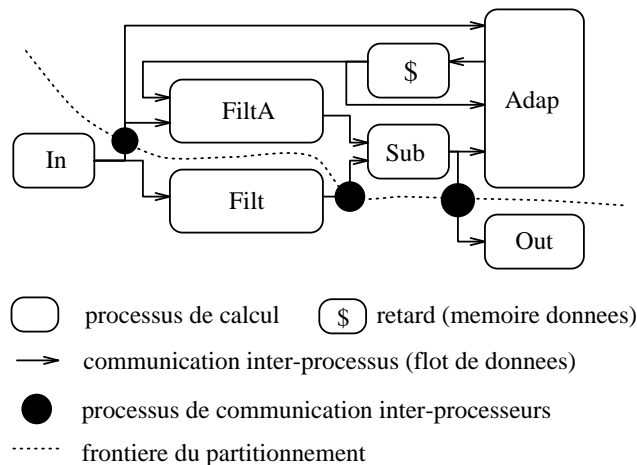 $
FiltA
Adap
In
Sub
Filt
Out
processus de calcul
$ retard (memoire donnees)
communication inter-processus (flot de donnees)
processus de communication inter-processeurs
frontiere du partitionnement